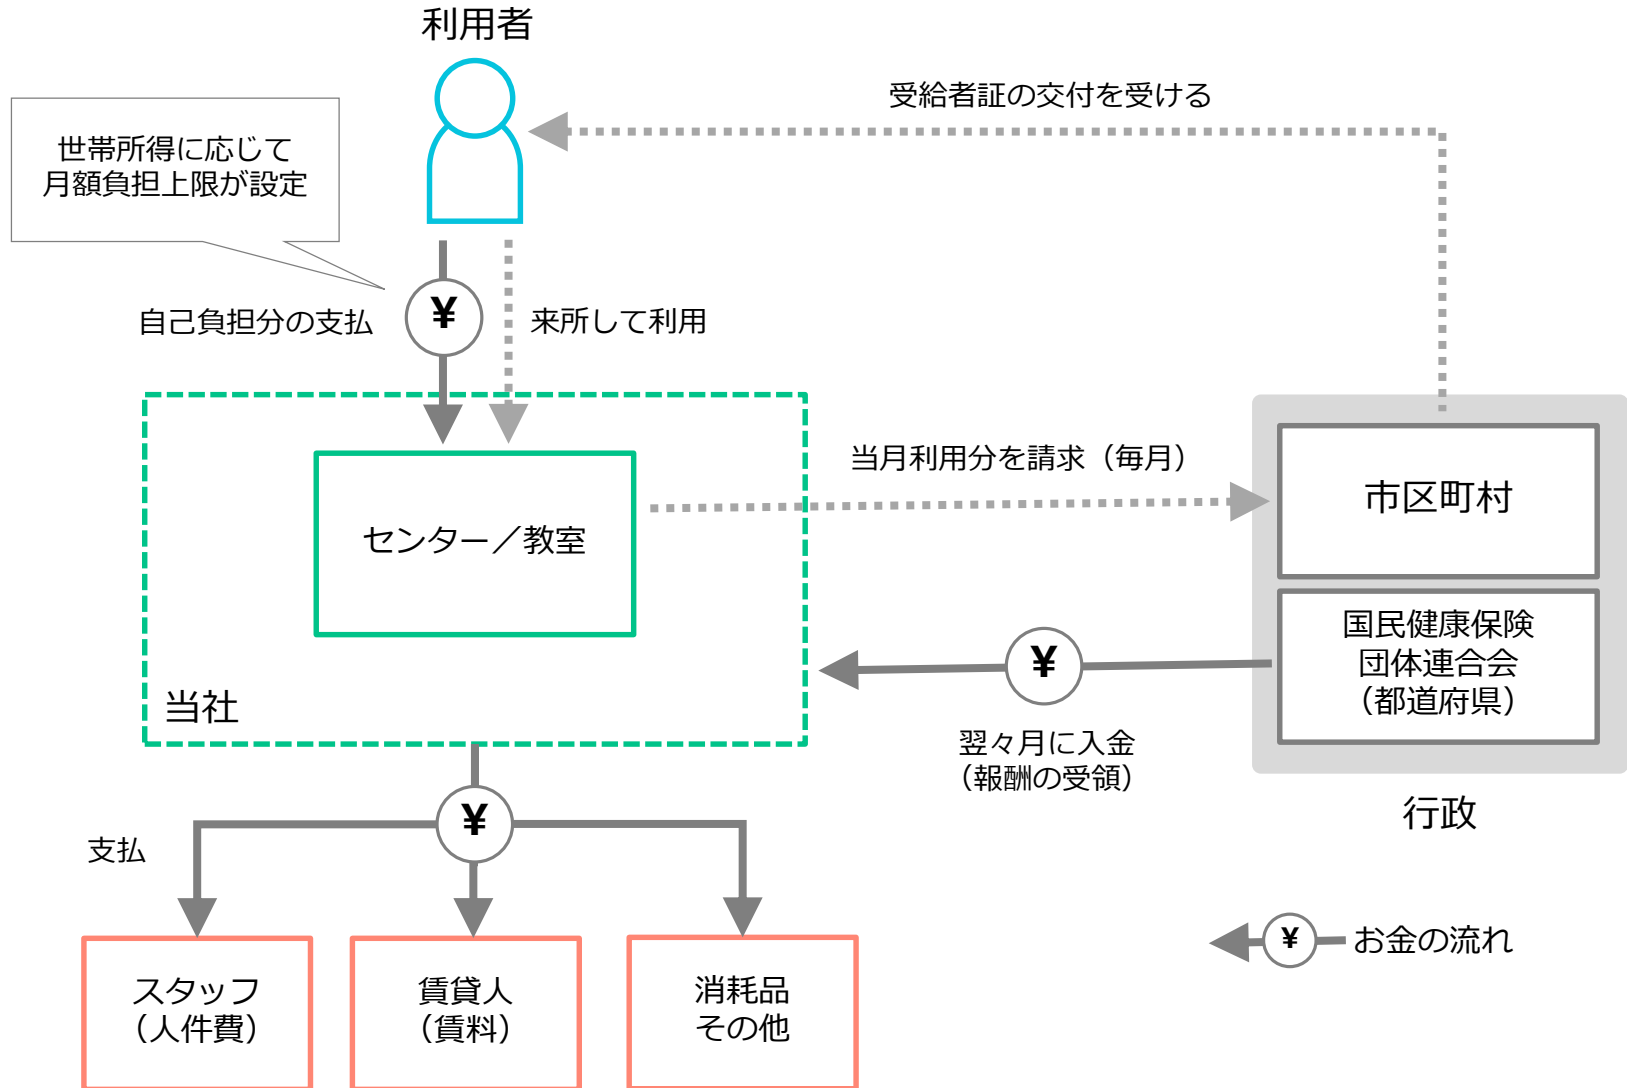 利用者
受給者証の交付を受ける
世帯所得に応じて
月額負担上限が設定
¥
自己負担分の支払
来所して利用
当月利用分を請求（毎月）
市区町村
センター／教室
国民健康保険
団体連合会
（都道府県）
¥
当社
翌々月に入金
（報酬の受領）
行政
¥
支払
¥
お金の流れ
スタッフ
（人件費）
賃貸人
（賃料）
消耗品
その他